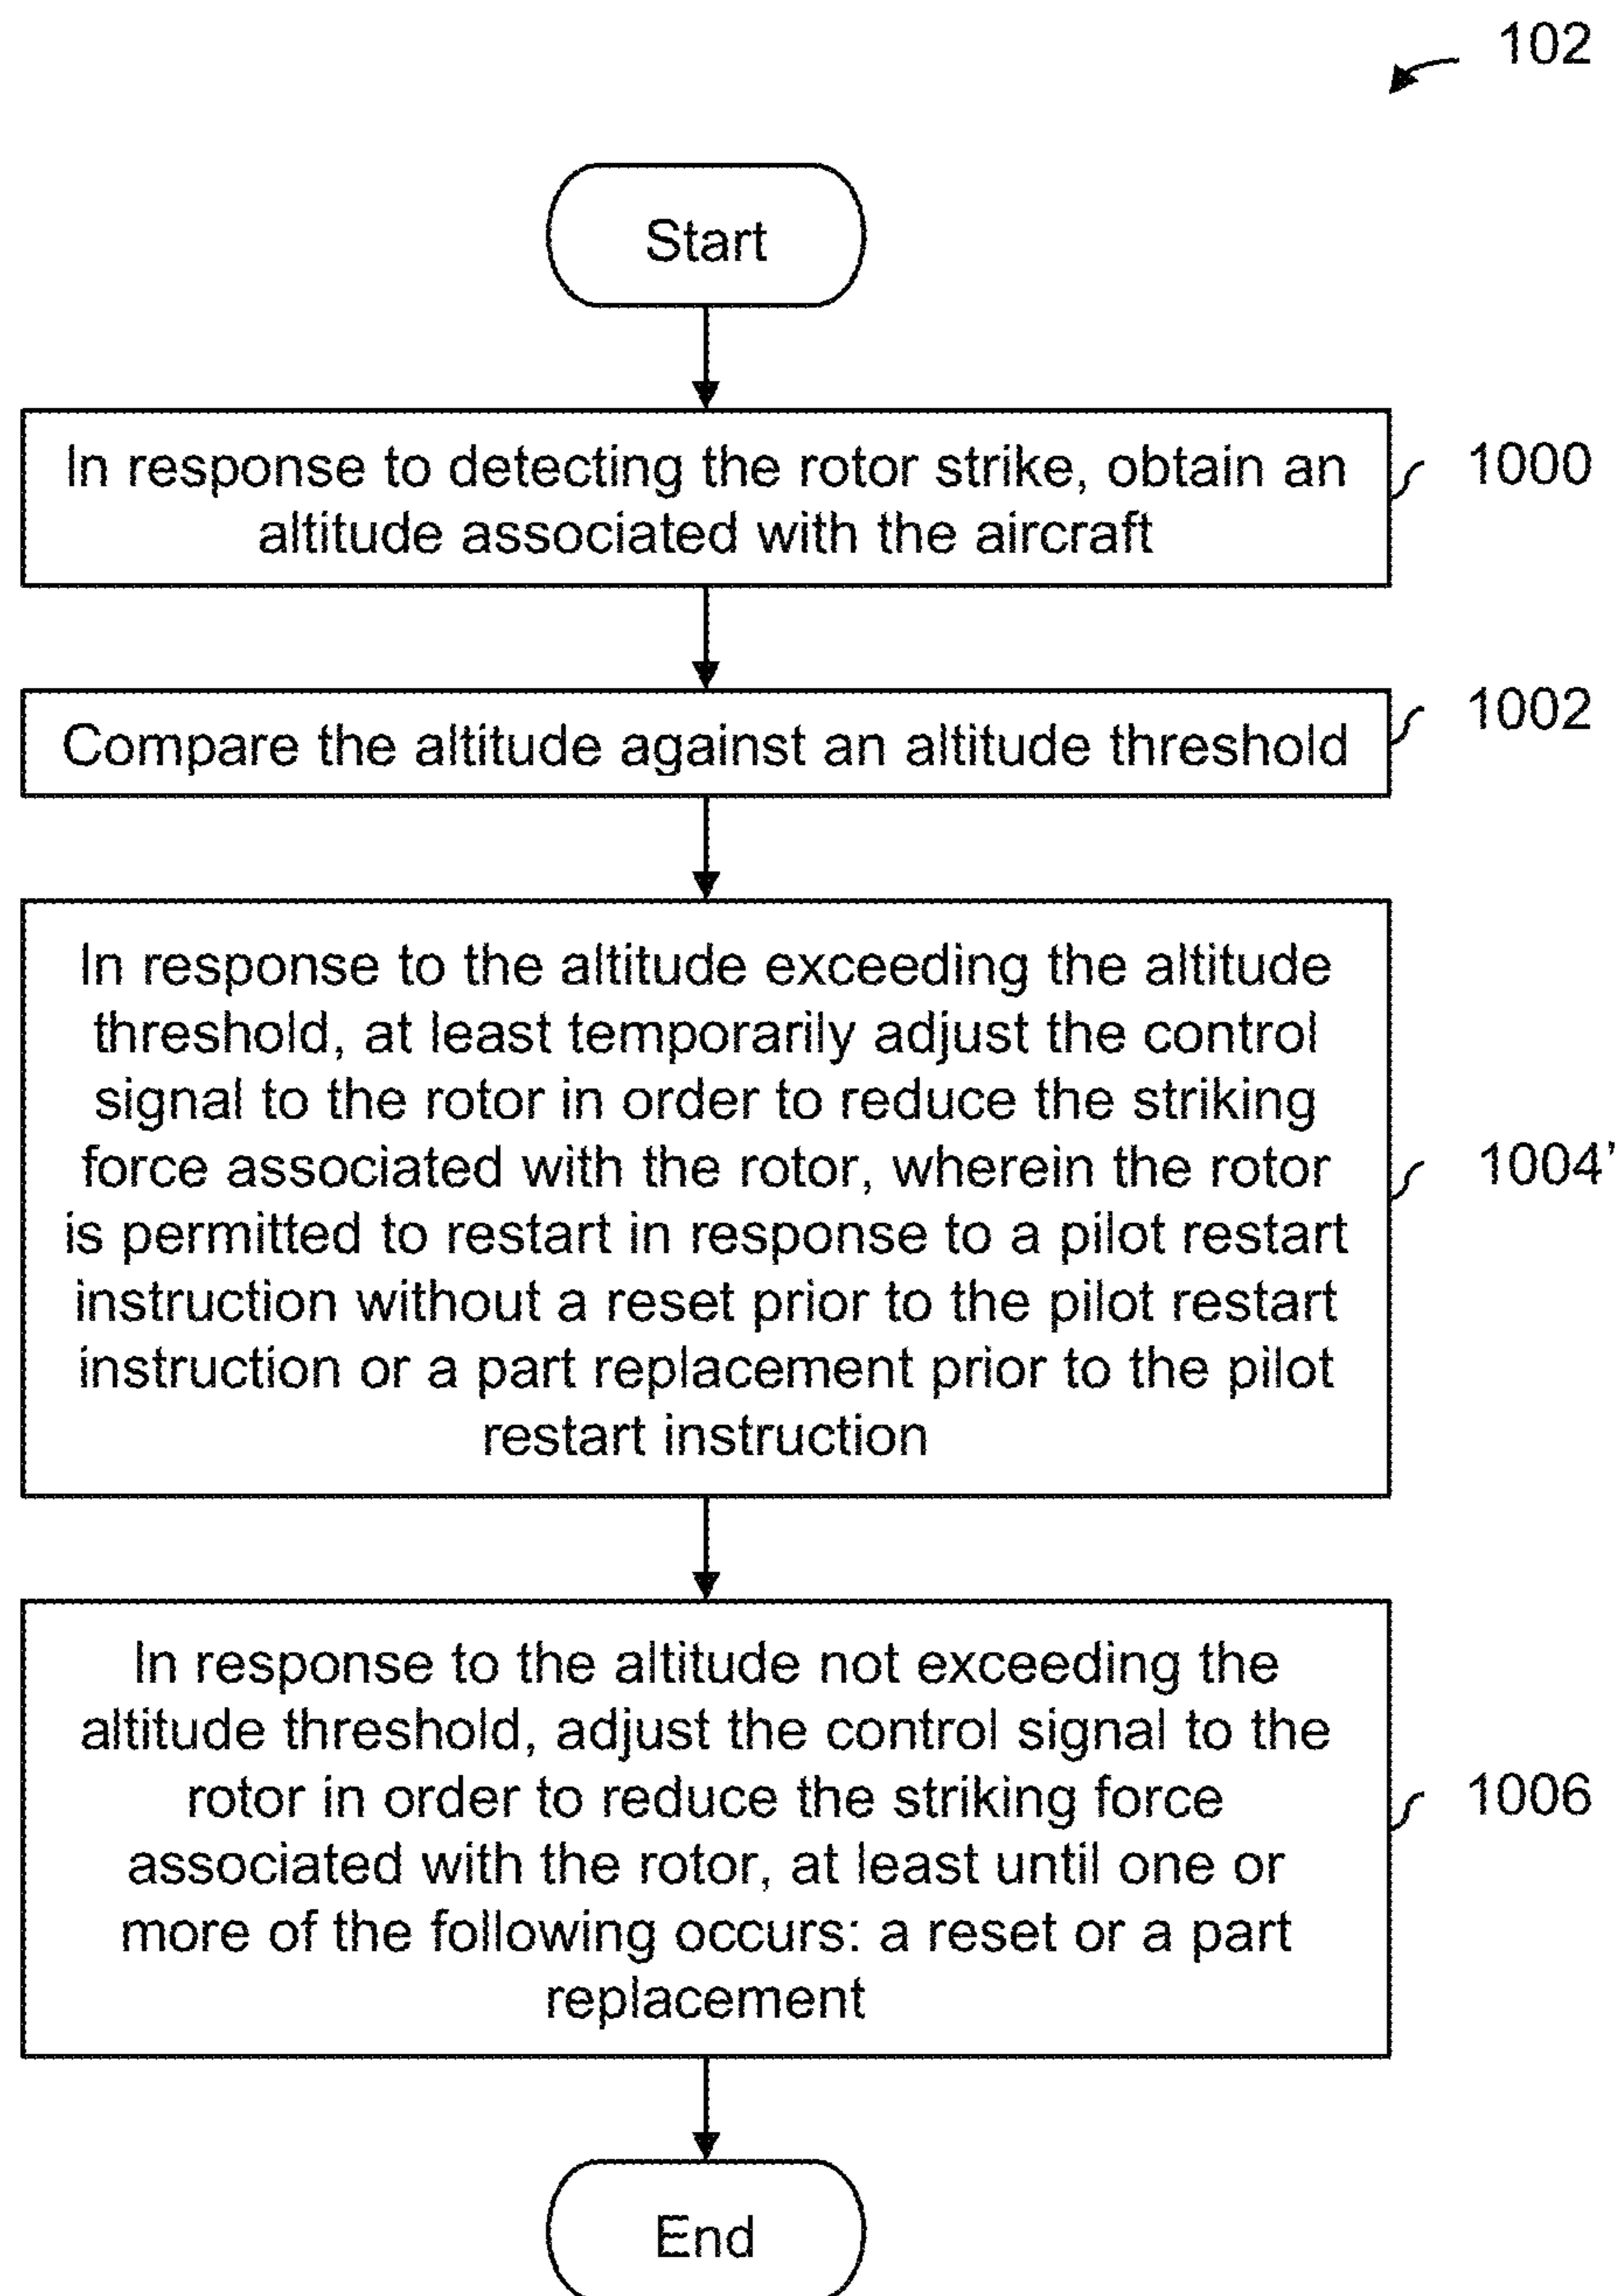 102
Start
In response to detecting the rotor strike, obtain an
altitude associated with the aircraft
1000
Compare the altitude against an altitude threshold
1002
In response to the altitude exceeding the altitude
threshold, at least temporarily adjust the control
signal to the rotor in order to reduce the striking
force associated with the rotor, wherein the rotor
is permitted to restart in response to a pilot restart
instruction without a reset prior to the pilot restart
instruction or a part replacement prior to the pilot
restart instruction
1004’
In response to the altitude not exceeding the
altitude threshold, adjust the control signal to the
rotor in order to reduce the striking force
associated with the rotor, at least until one or
more of the following occurs: a reset or a part
replacement
1006
End